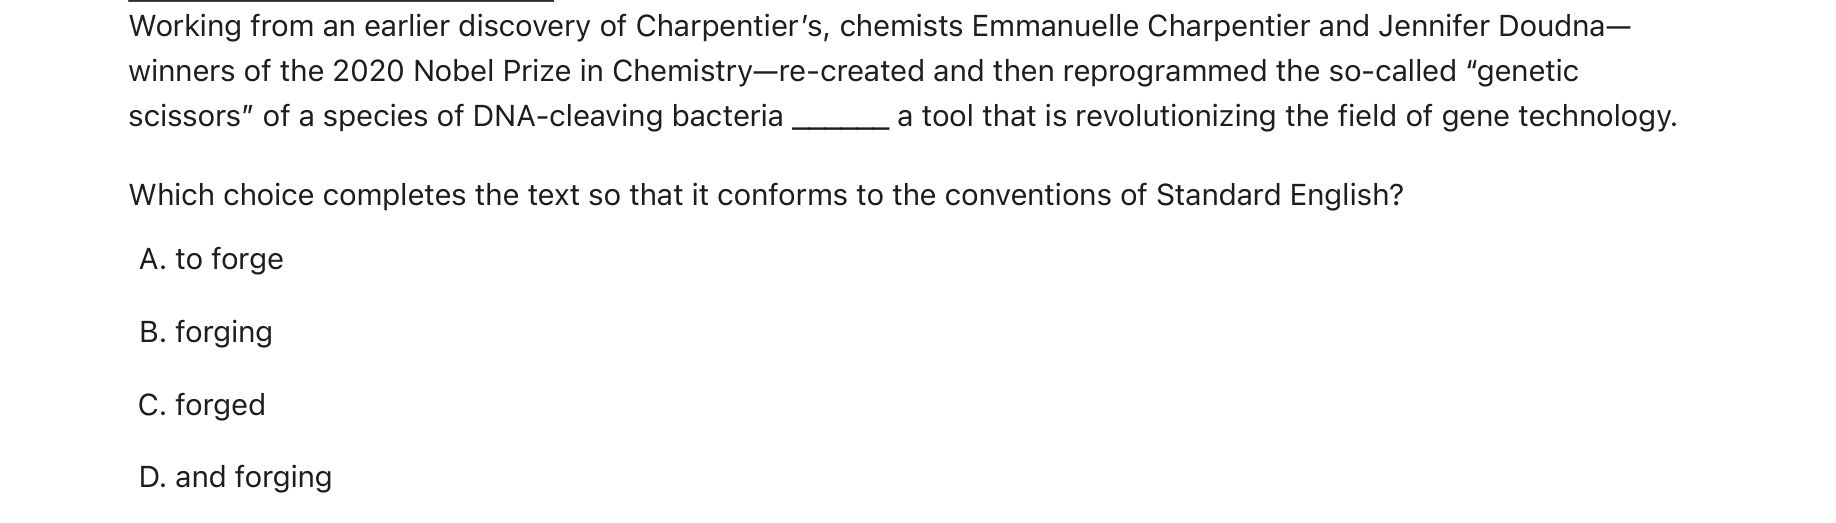 Working from an earlier discovery of Charpentier’s, chemists Emmanuelle Charpentier and Jennifer Doudna—
winners of the 2020 Nobel Prize in Chemistry—re-created and then reprogrammed the so-called “genetic
scissors” of a species of DNA-cleaving bacteria ______ a tool that is revolutionizing the field of gene technology.
Which choice completes the text so that it conforms to the conventions of Standard English?
A. to forge
B. forging
C. forged
D. and forging